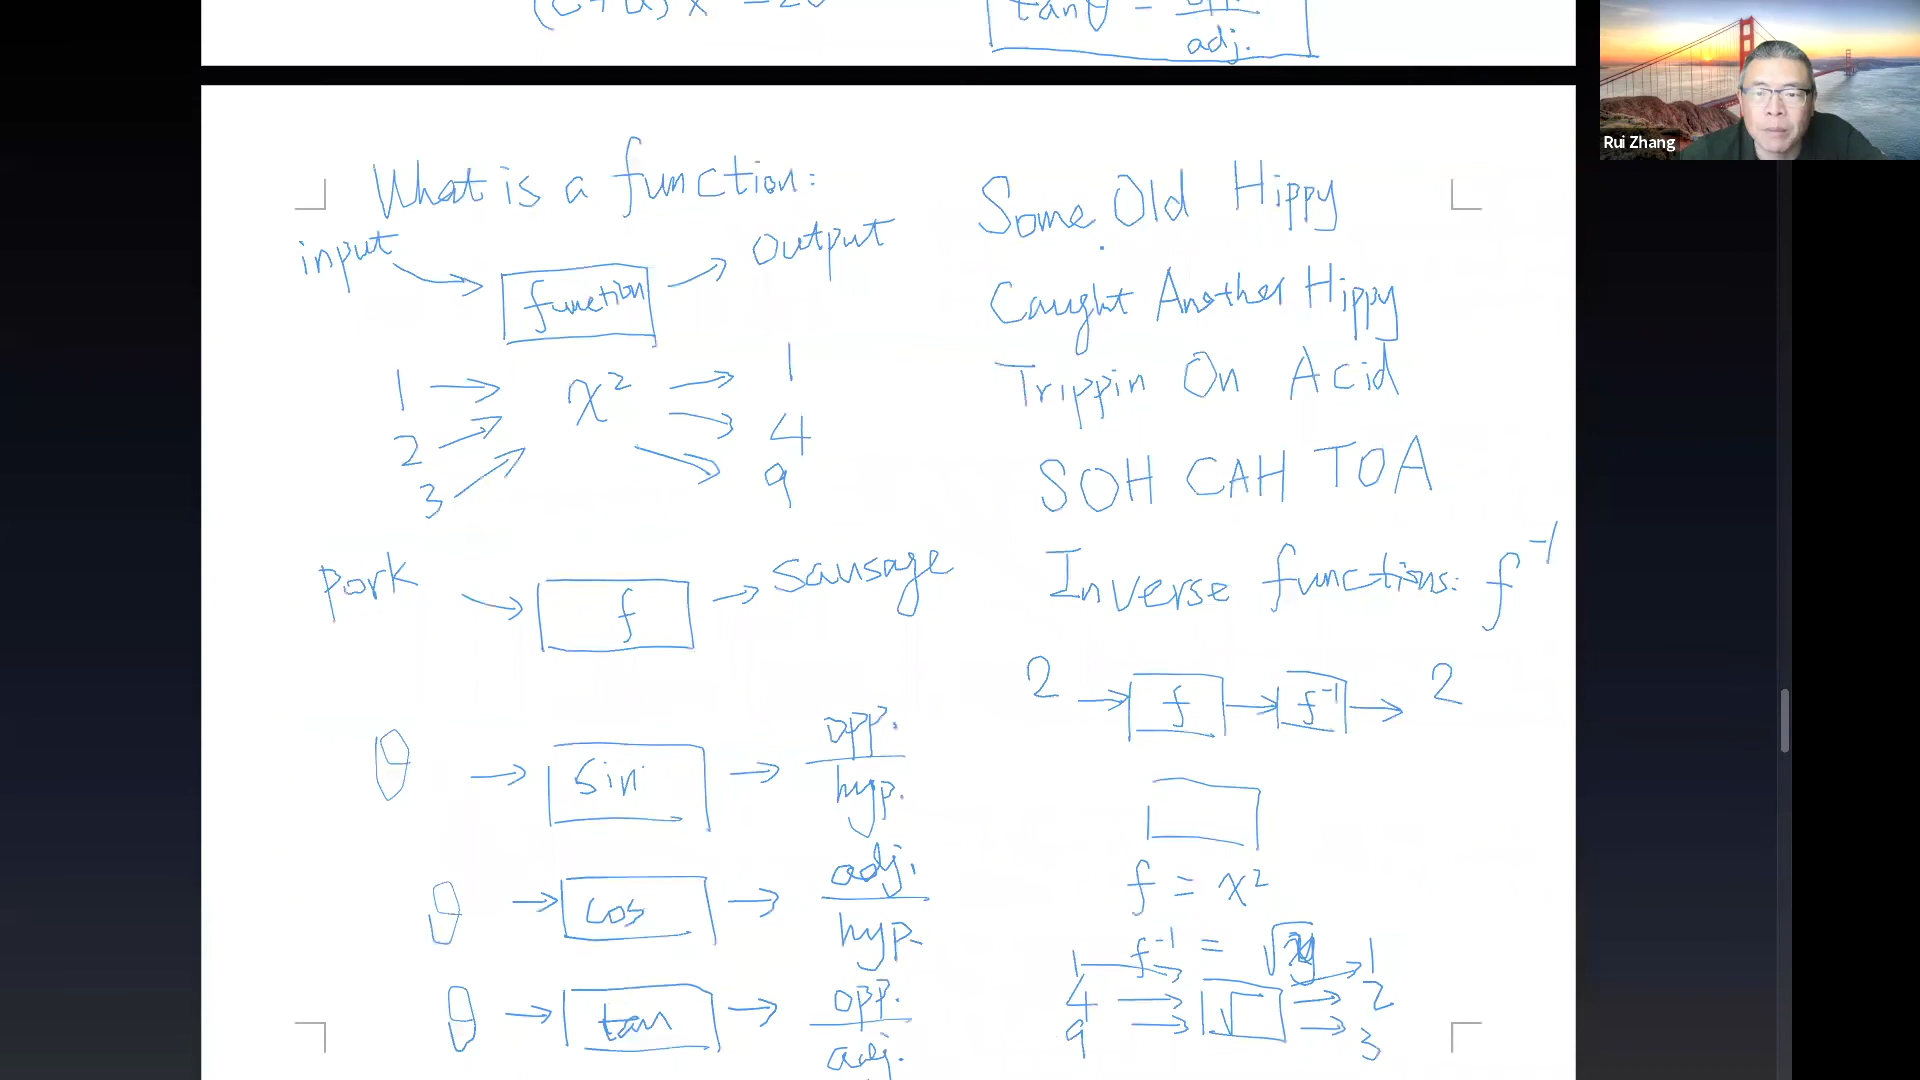 tanθ = opp.
adj.
What is a function:
input
function
output
1
x²
1
2
4
3
9
Pork
f
Sausage
θ
sin
opp.
hyp.
θ
cos
adj.
hyp.
θ
tan
opp.
adj.
Some Old Hippy
Caught Another Hippy
Trippin On Acid
SOH CAH TOA
Inverse functions: f⁻¹
2
f
f⁻¹
2
f = x²
f⁻¹ = √y
1
1
4
√
2
9
3
Rui Zhang